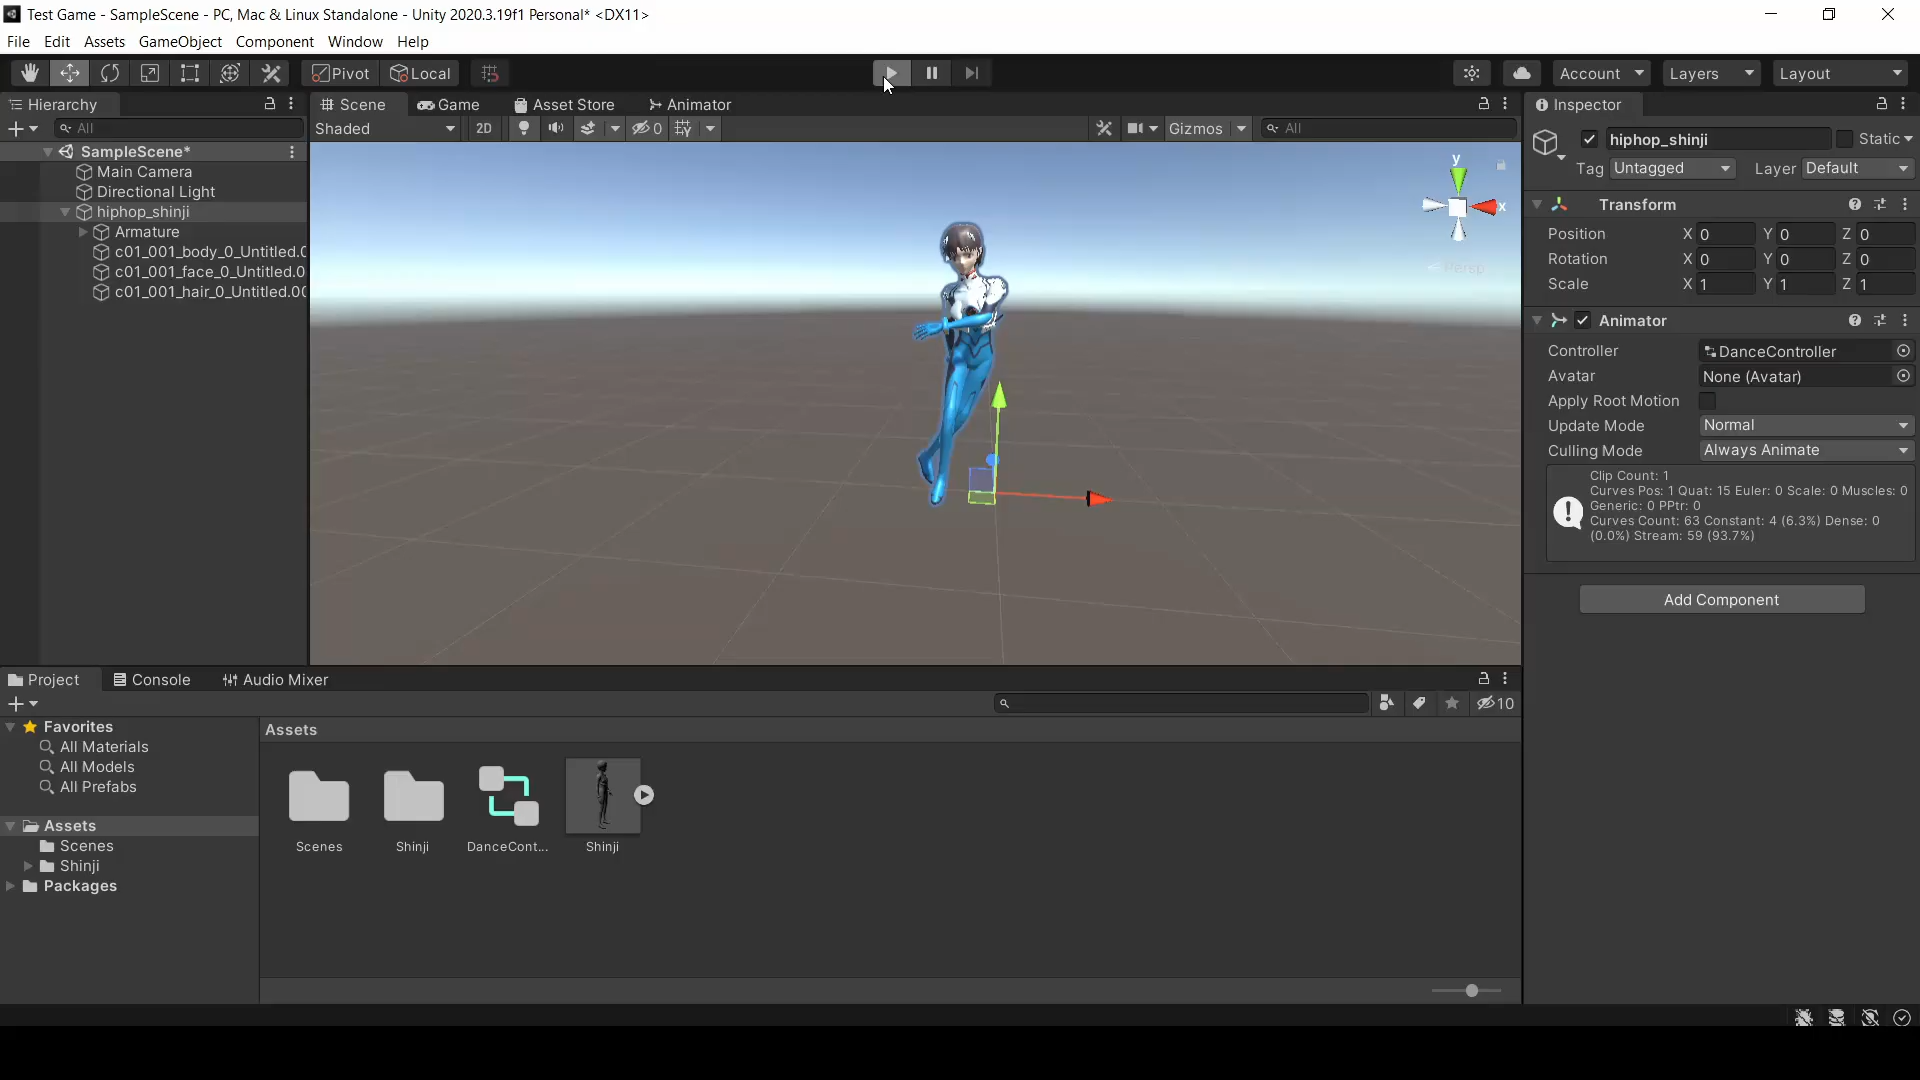 Test Game - SampleScene - PC, Mac & Linux Standalone - Unity 2020.3.19f1 Personal* <DX11>
File Edit Assets GameObject Component Window Help
Pivot Local Account Layers Layout
Hierarchy
All
SampleScene*
Main Camera
Directional Light
hiphop_shinji
Armature
c01_001_body_0_Untitled.0
c01_001_face_0_Untitled.0
c01_001_hair_0_Untitled.00
Scene Game Asset Store Animator
Shaded 2D 0 Gizmos All
y
x
Persp
Inspector
hiphop_shinji Static
Tag Untagged Layer Default
Transform
Position X 0 Y 0 Z 0
Rotation X 0 Y 0 Z 0
Scale X 1 Y 1 Z 1
Animator
Controller DanceController
Avatar None (Avatar)
Apply Root Motion
Update Mode Normal
Culling Mode Always Animate
Clip Count: 1
Curves Pos: 1 Quat: 15 Euler: 0 Scale: 0 Muscles: 0
Generic: 0 PPtr: 0
Curves Count: 63 Constant: 4 (6.3%) Dense: 0
(0.0%) Stream: 59 (93.7%)
Add Component
Project Console Audio Mixer
10
Favorites
All Materials
All Models
All Prefabs
Assets
Scenes
Shinji
Packages
Assets
Scenes Shinji DanceCont... Shinji